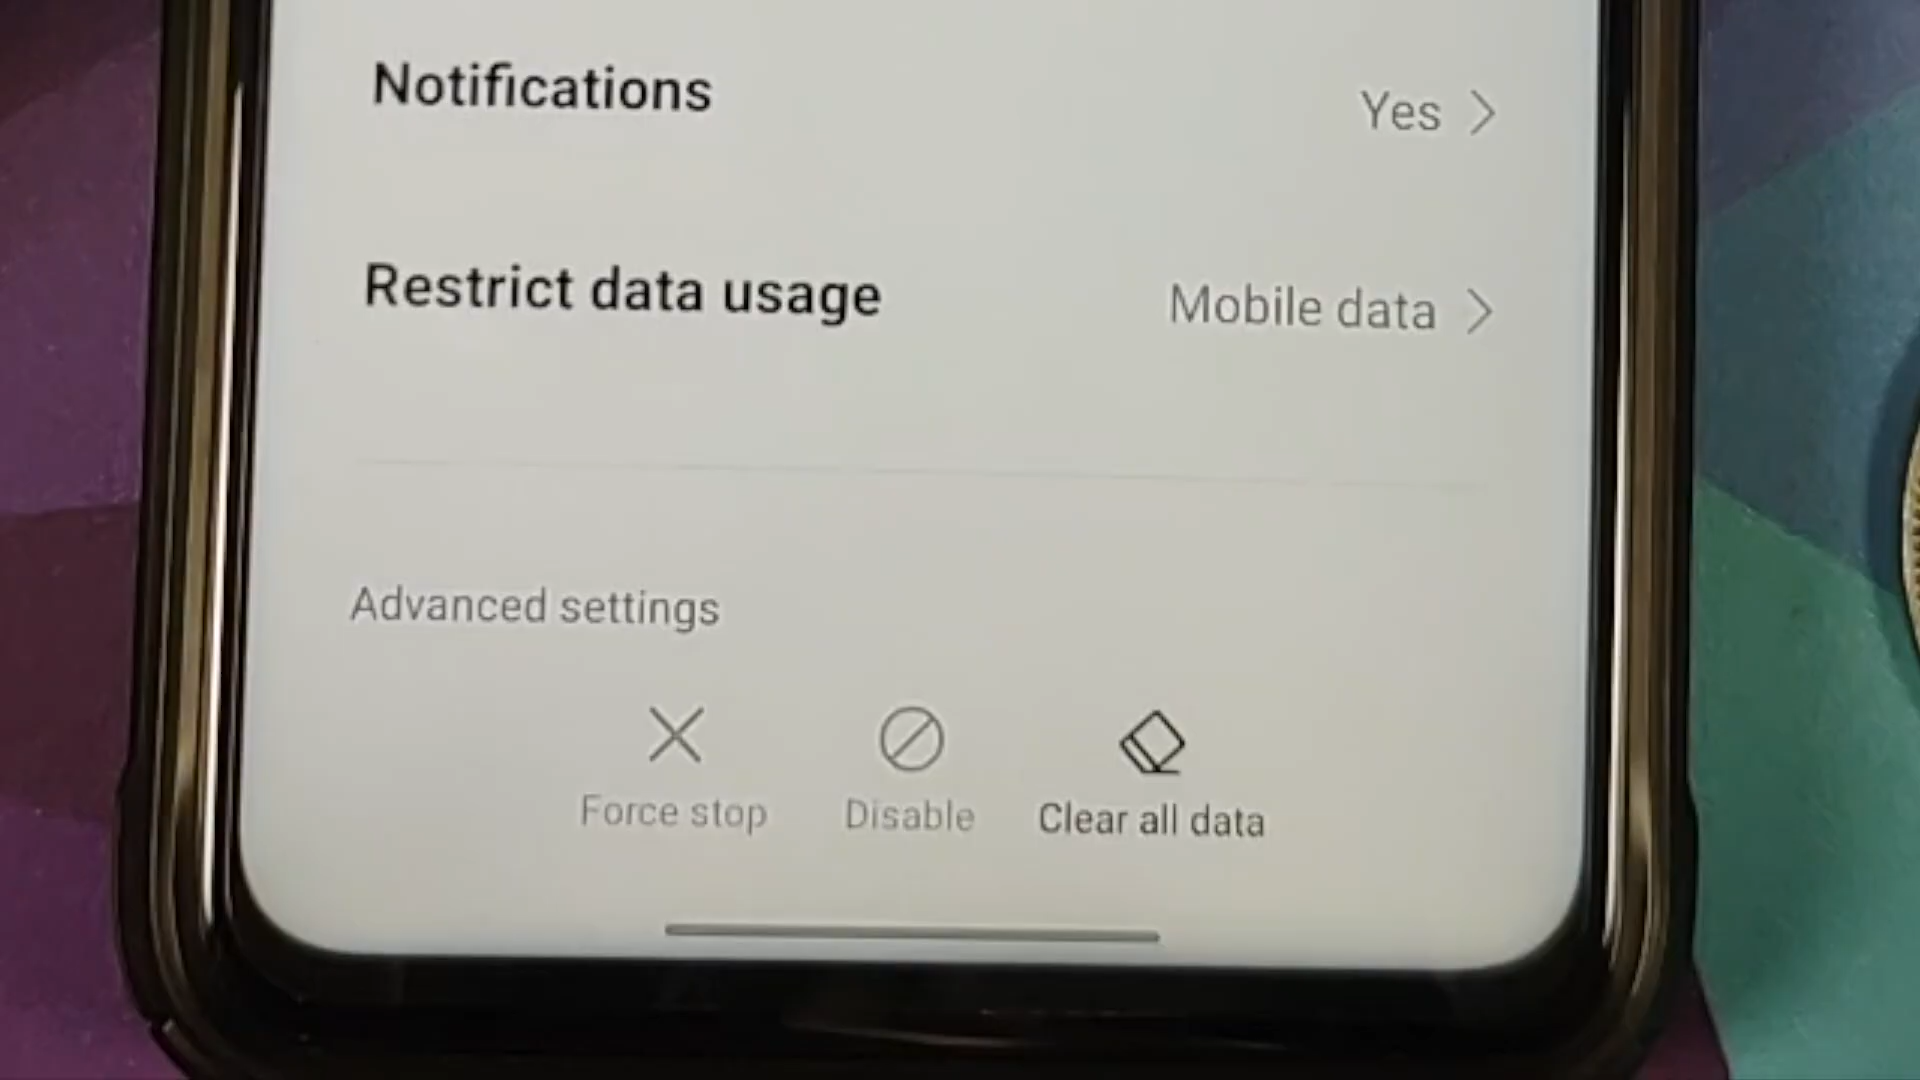 Notifications
Yes
Restrict data usage
Mobile data
Advanced settings
Force stop
Disable
Clear all data